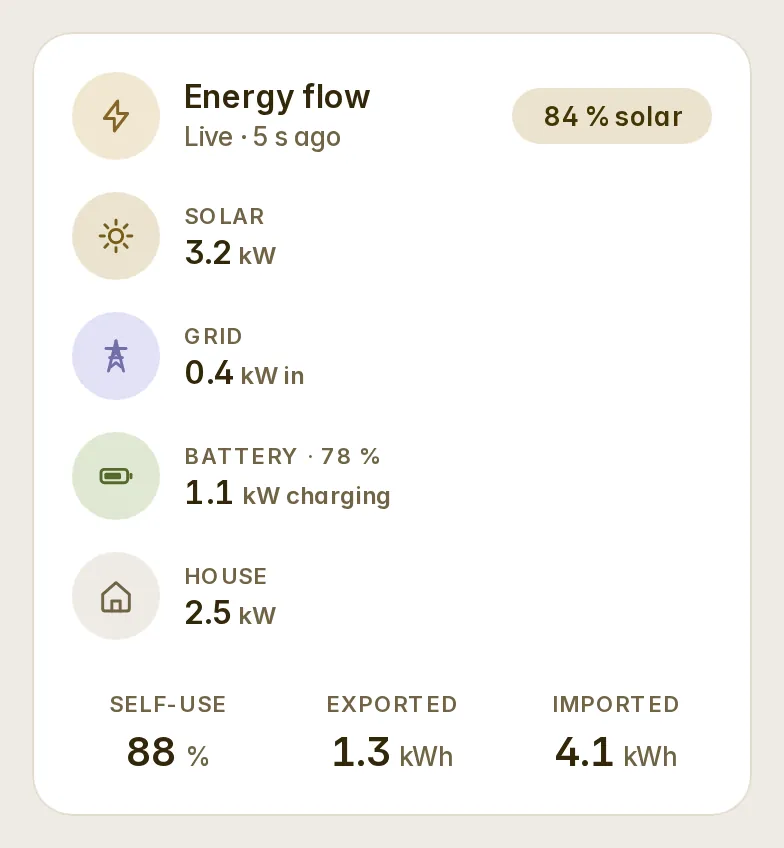 Energy flow
Live · 5 s ago
84 % solar
SOLAR
3.2 kW
GRID
0.4 kW in
BATTERY · 78 %
1.1 kW charging
HOUSE
2.5 kW
SELF-USE
88 %
EXPORTED
1.3 kWh
IMPORTED
4.1 kWh